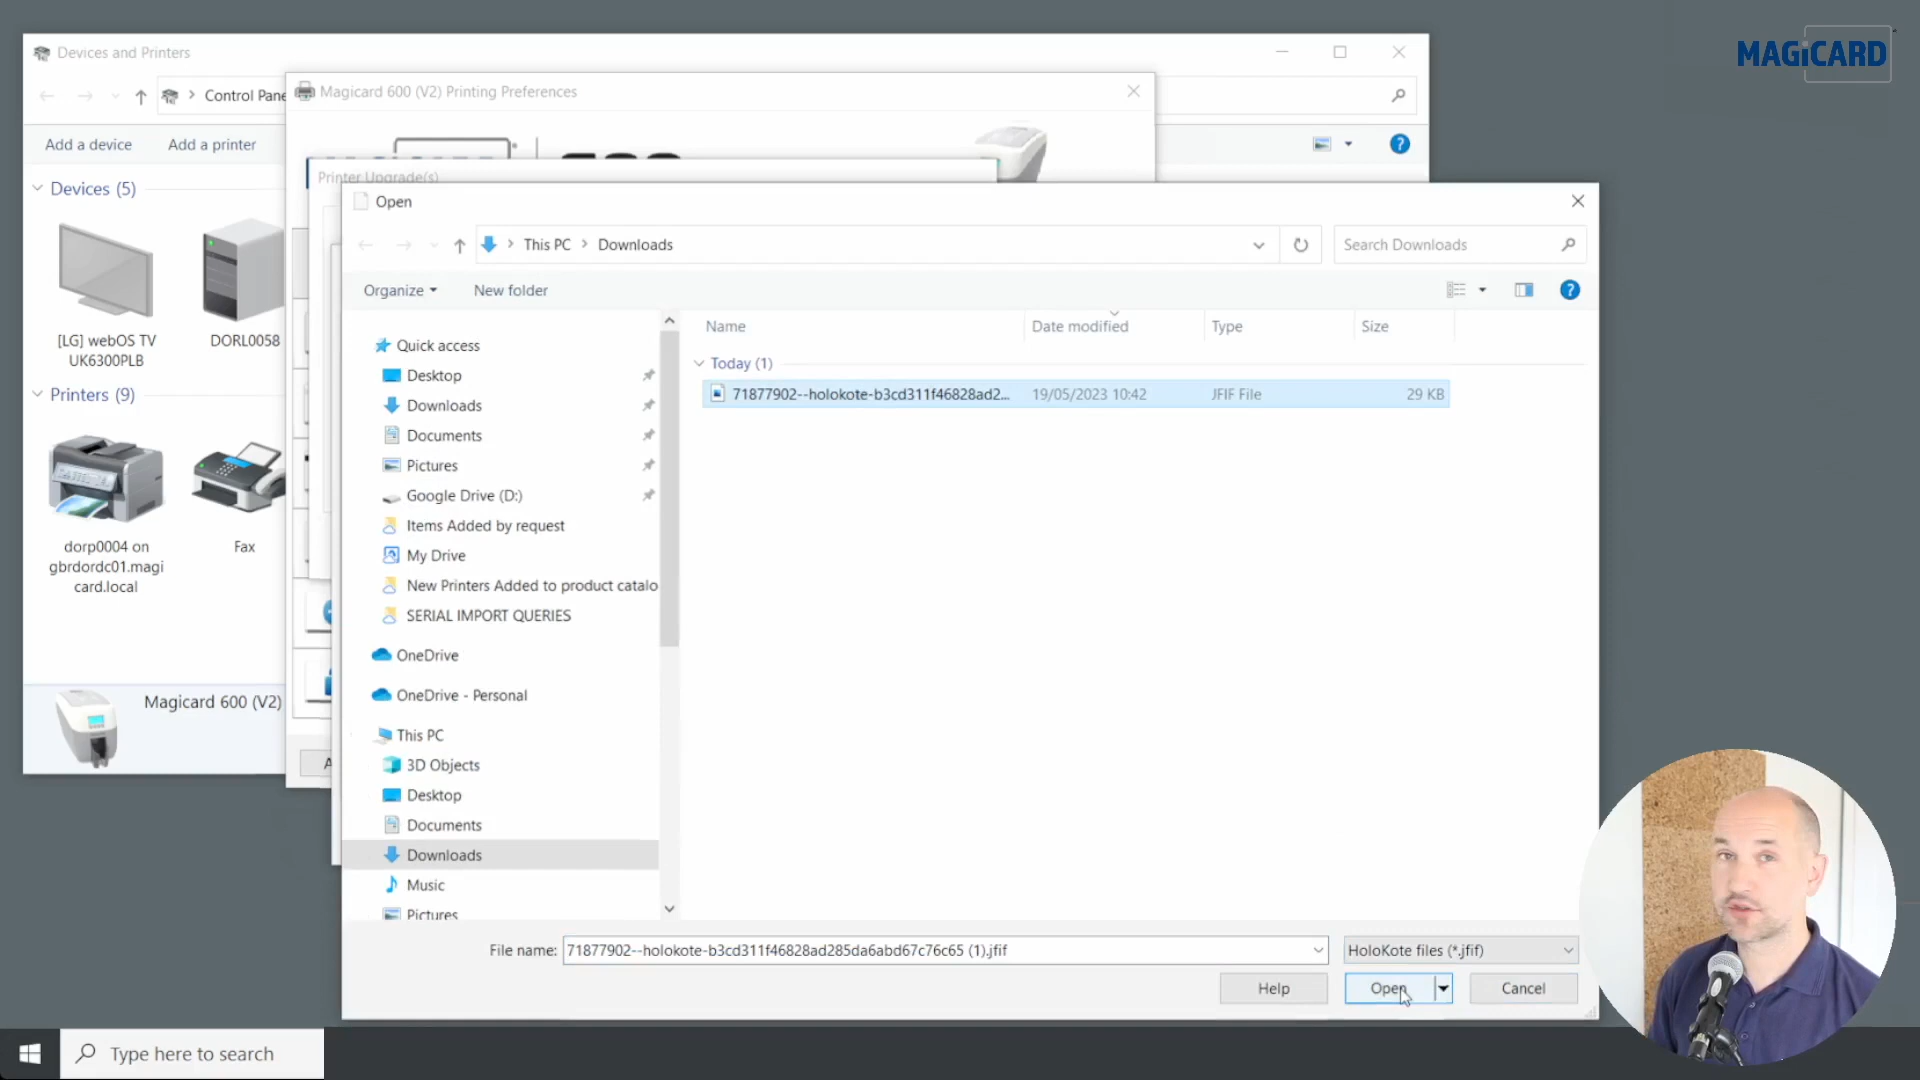 MAGiCARD
Devices and Printers
Control Pane
Magicard 600 (V2) Printing Preferences
Add a device
Add a printer
Printer Upgrade(s)
Devices (5)
[LG] webOS TV
UK6300PLB
DORL0058
Printers (9)
dorp0004 on
gbrdordc01.magi
card.local
Fax
Magicard 600 (V2)
Open
This PC
Downloads
Search Downloads
Organize
New folder
Name
Date modified
Type
Size
Quick access
Desktop
Downloads
Documents
Pictures
Google Drive (D:)
Items Added by request
My Drive
New Printers Added to product catalo
SERIAL IMPORT QUERIES
OneDrive
OneDrive - Personal
This PC
3D Objects
Desktop
Documents
Downloads
Music
Pictures
Today (1)
71877902--holokote-b3cd311f46828ad2... 19/05/2023 10:42 JFIF File 29 KB
File name: 71877902--holokote-b3cd311f46828ad285da6abd67c76c65 (1).jfif
HoloKote files (*.jfif)
Help
Open
Cancel
Type here to search